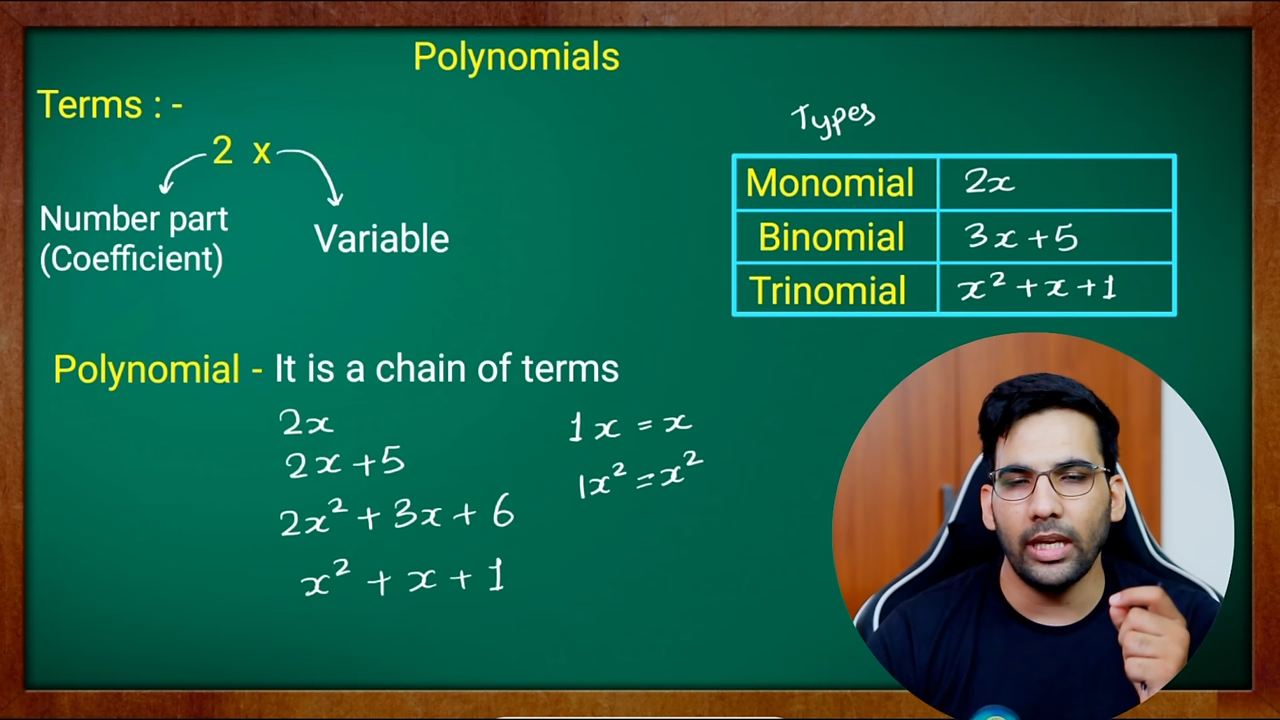 Polynomials
Terms : -
2 x
Number part
(Coefficient)
Variable
Types
Monomial 2x
Binomial 3x + 5
Trinomial x² + x + 1
Polynomial - It is a chain of terms
2x
2x + 5
2x² + 3x + 6
x² + x + 1
1x = x
1x² = x²